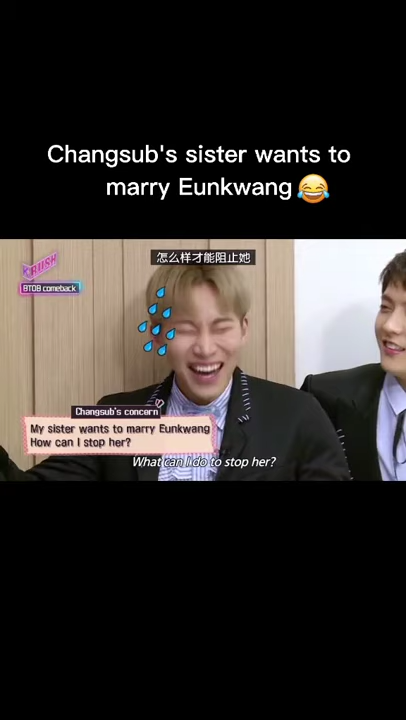 Changsub's sister wants to
marry Eunkwang 😂
怎么样才能阻止她
CRUSH
BTOB comeback
Changsub's concern
My sister wants to marry Eunkwang
How can I stop her?
What can I do to stop her?